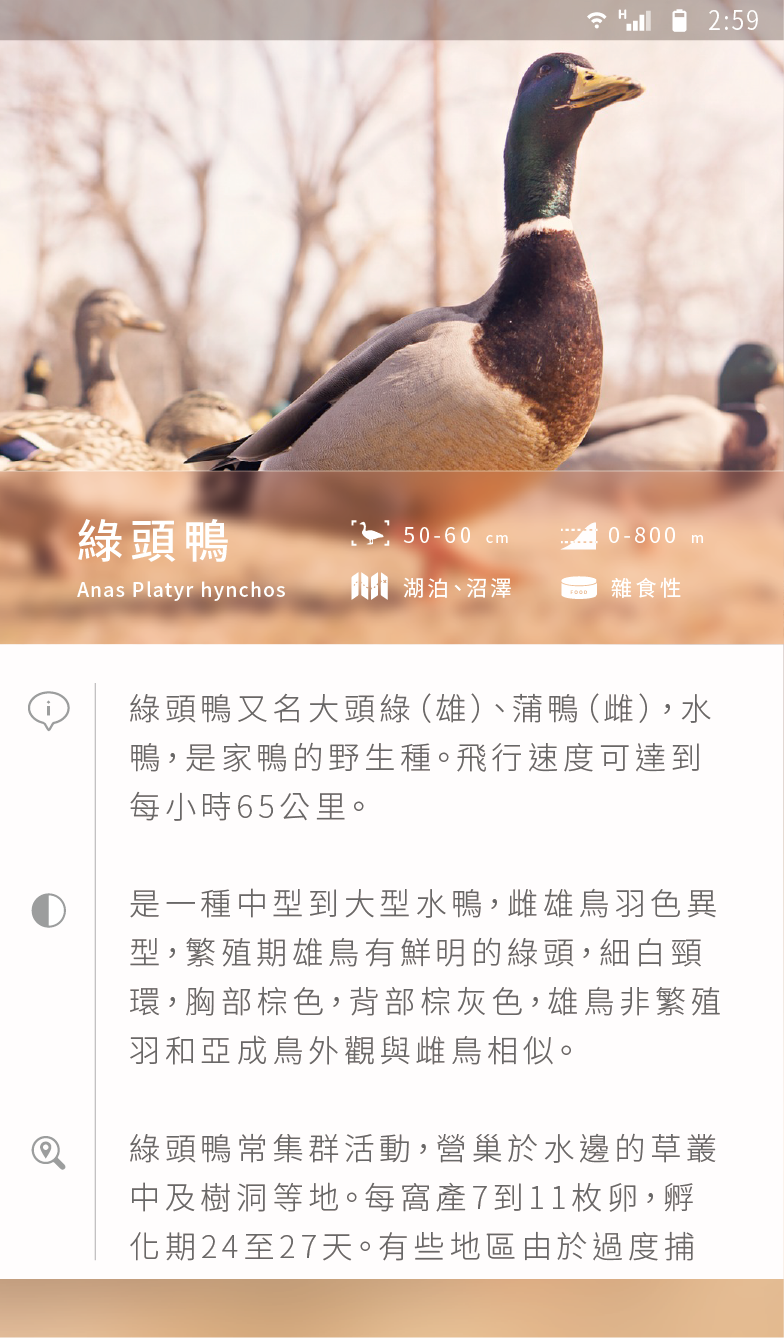 H 2:59
綠頭鴨
Anas Platyr hynchos
50-60 cm
0-800 m
湖泊、沼澤
FOOD
雜食性
i
綠頭鴨又名大頭綠(雄)、蒲鴨(雌),水
鴨,是家鴨的野生種。飛行速度可達到
每小時65公里。
是一種中型到大型水鴨,雌雄鳥羽色異
型,繁殖期雄鳥有鮮明的綠頭,細白頸
環,胸部棕色,背部棕灰色,雄鳥非繁殖
羽和亞成鳥外觀與雌鳥相似。
綠頭鴨常集群活動,營巢於水邊的草叢
中及樹洞等地。每窩產7到11枚卵,孵
化期24至27天。有些地區由於過度捕